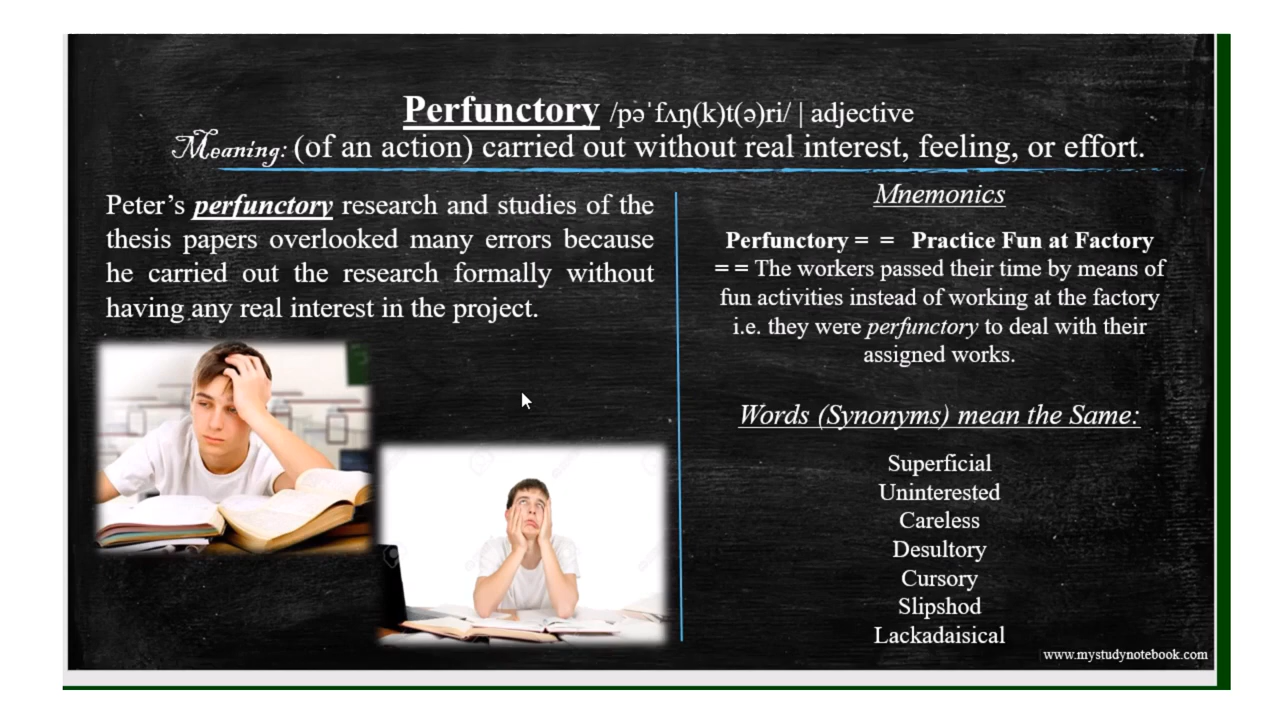 Perfunctory /pəˈfʌŋ(k)t(ə)ri/ | adjective
Meaning: (of an action) carried out without real interest, feeling, or effort.
Peter’s perfunctory research and studies of the
thesis papers overlooked many errors because
he carried out the research formally without
having any real interest in the project.
Mnemonics
Perfunctory = = Practice Fun at Factory
= = The workers passed their time by means of
fun activities instead of working at the factory
i.e. they were perfunctory to deal with their
assigned works.
Words (Synonyms) mean the Same:
Superficial
Uninterested
Careless
Desultory
Cursory
Slipshod
Lackadaisical
www.mystudynotebook.com